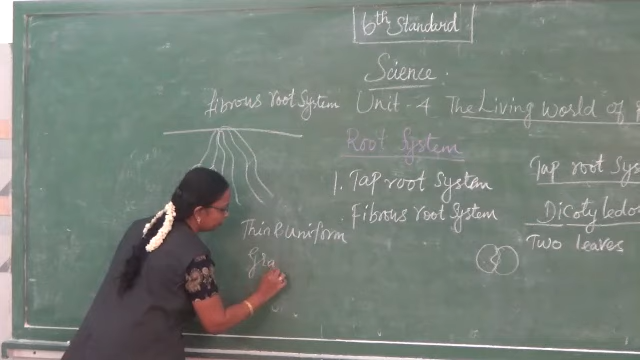 6th Standard
Science
Unit - 4 The Living World of
Root System
1. Tap root System
Fibrous root System
fibrous root System
Thin & uniform
Gra
Tap root Sys
Dicotyledo
Two leaves